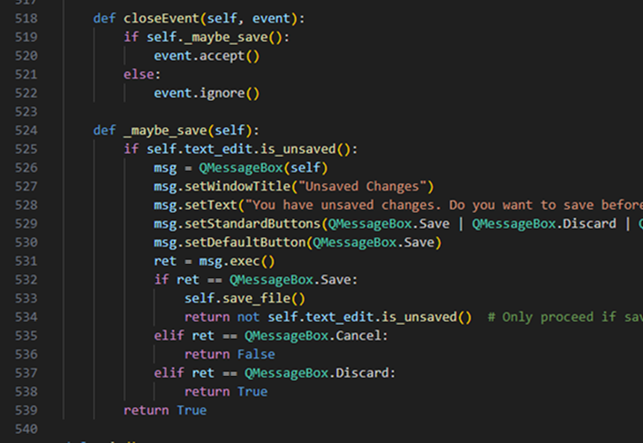 517
518 def closeEvent(self, event):
519 if self._maybe_save():
520 event.accept()
521 else:
522 event.ignore()
523
524 def _maybe_save(self):
525 if self.text_edit.is_unsaved():
526 msg = QMessageBox(self)
527 msg.setWindowTitle("Unsaved Changes")
528 msg.setText("You have unsaved changes. Do you want to save before
529 msg.setStandardButtons(QMessageBox.Save | QMessageBox.Discard |
530 msg.setDefaultButton(QMessageBox.Save)
531 ret = msg.exec()
532 if ret == QMessageBox.Save:
533 self.save_file()
534 return not self.text_edit.is_unsaved() # Only proceed if
535 elif ret == QMessageBox.Cancel:
536 return False
537 elif ret == QMessageBox.Discard:
538 return True
539 return True
540